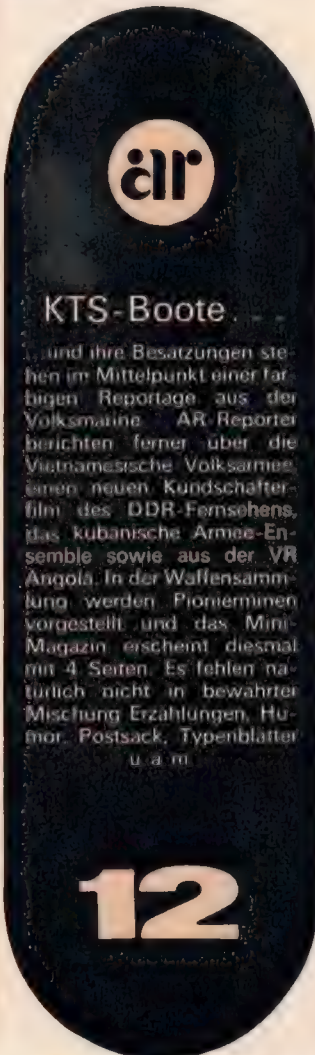 ar
KTS-Boote . . .
. . . und ihre Besatzungen ste-
hen im Mittelpunkt einer far-
bigen Reportage aus der
Volksmarine. AR-Reporter
berichten ferner über die
Vietnamesische Volksarmee,
einen neuen Kundschafter-
film des DDR-Fernsehens,
das kubanische Armee-En-
semble sowie aus der VR
Angola. In der Waffensamm-
lung werden Pionierminen
vorgestellt und das Mini-
Magazin erscheint diesmal
mit 4 Seiten. Es fehlen na-
türlich nicht in bewährter
Mischung Erzählungen, Hu-
mor, Postsack, Typenblätter
u. a. m.
12